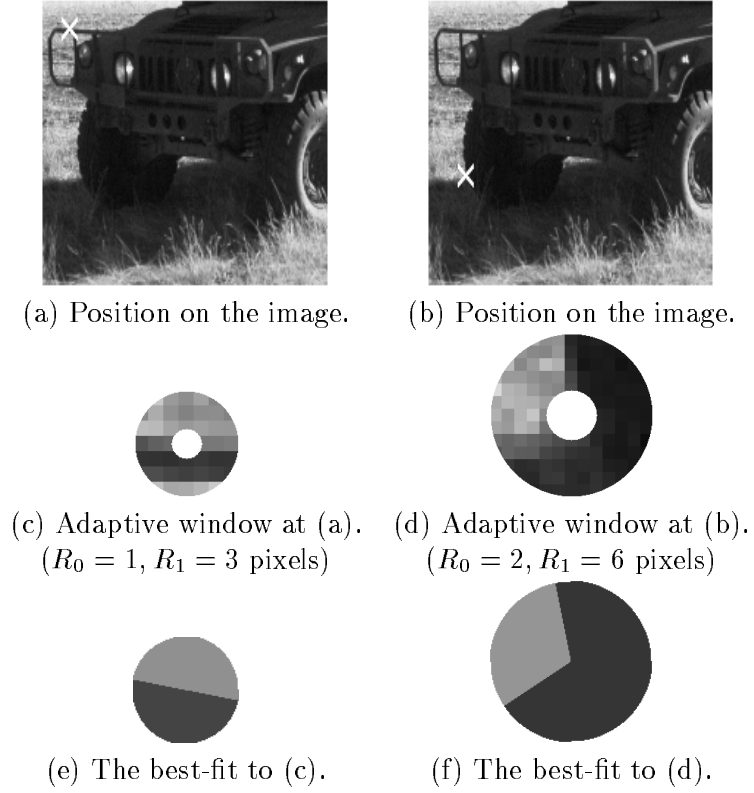 (a) Position on the image.
(b) Position on the image.
(c) Adaptive window at (a).
(R₀ = 1, R₁ = 3 pixels)
(d) Adaptive window at (b).
(R₀ = 2, R₁ = 6 pixels)
(e) The best-fit to (c).
(f) The best-fit to (d).